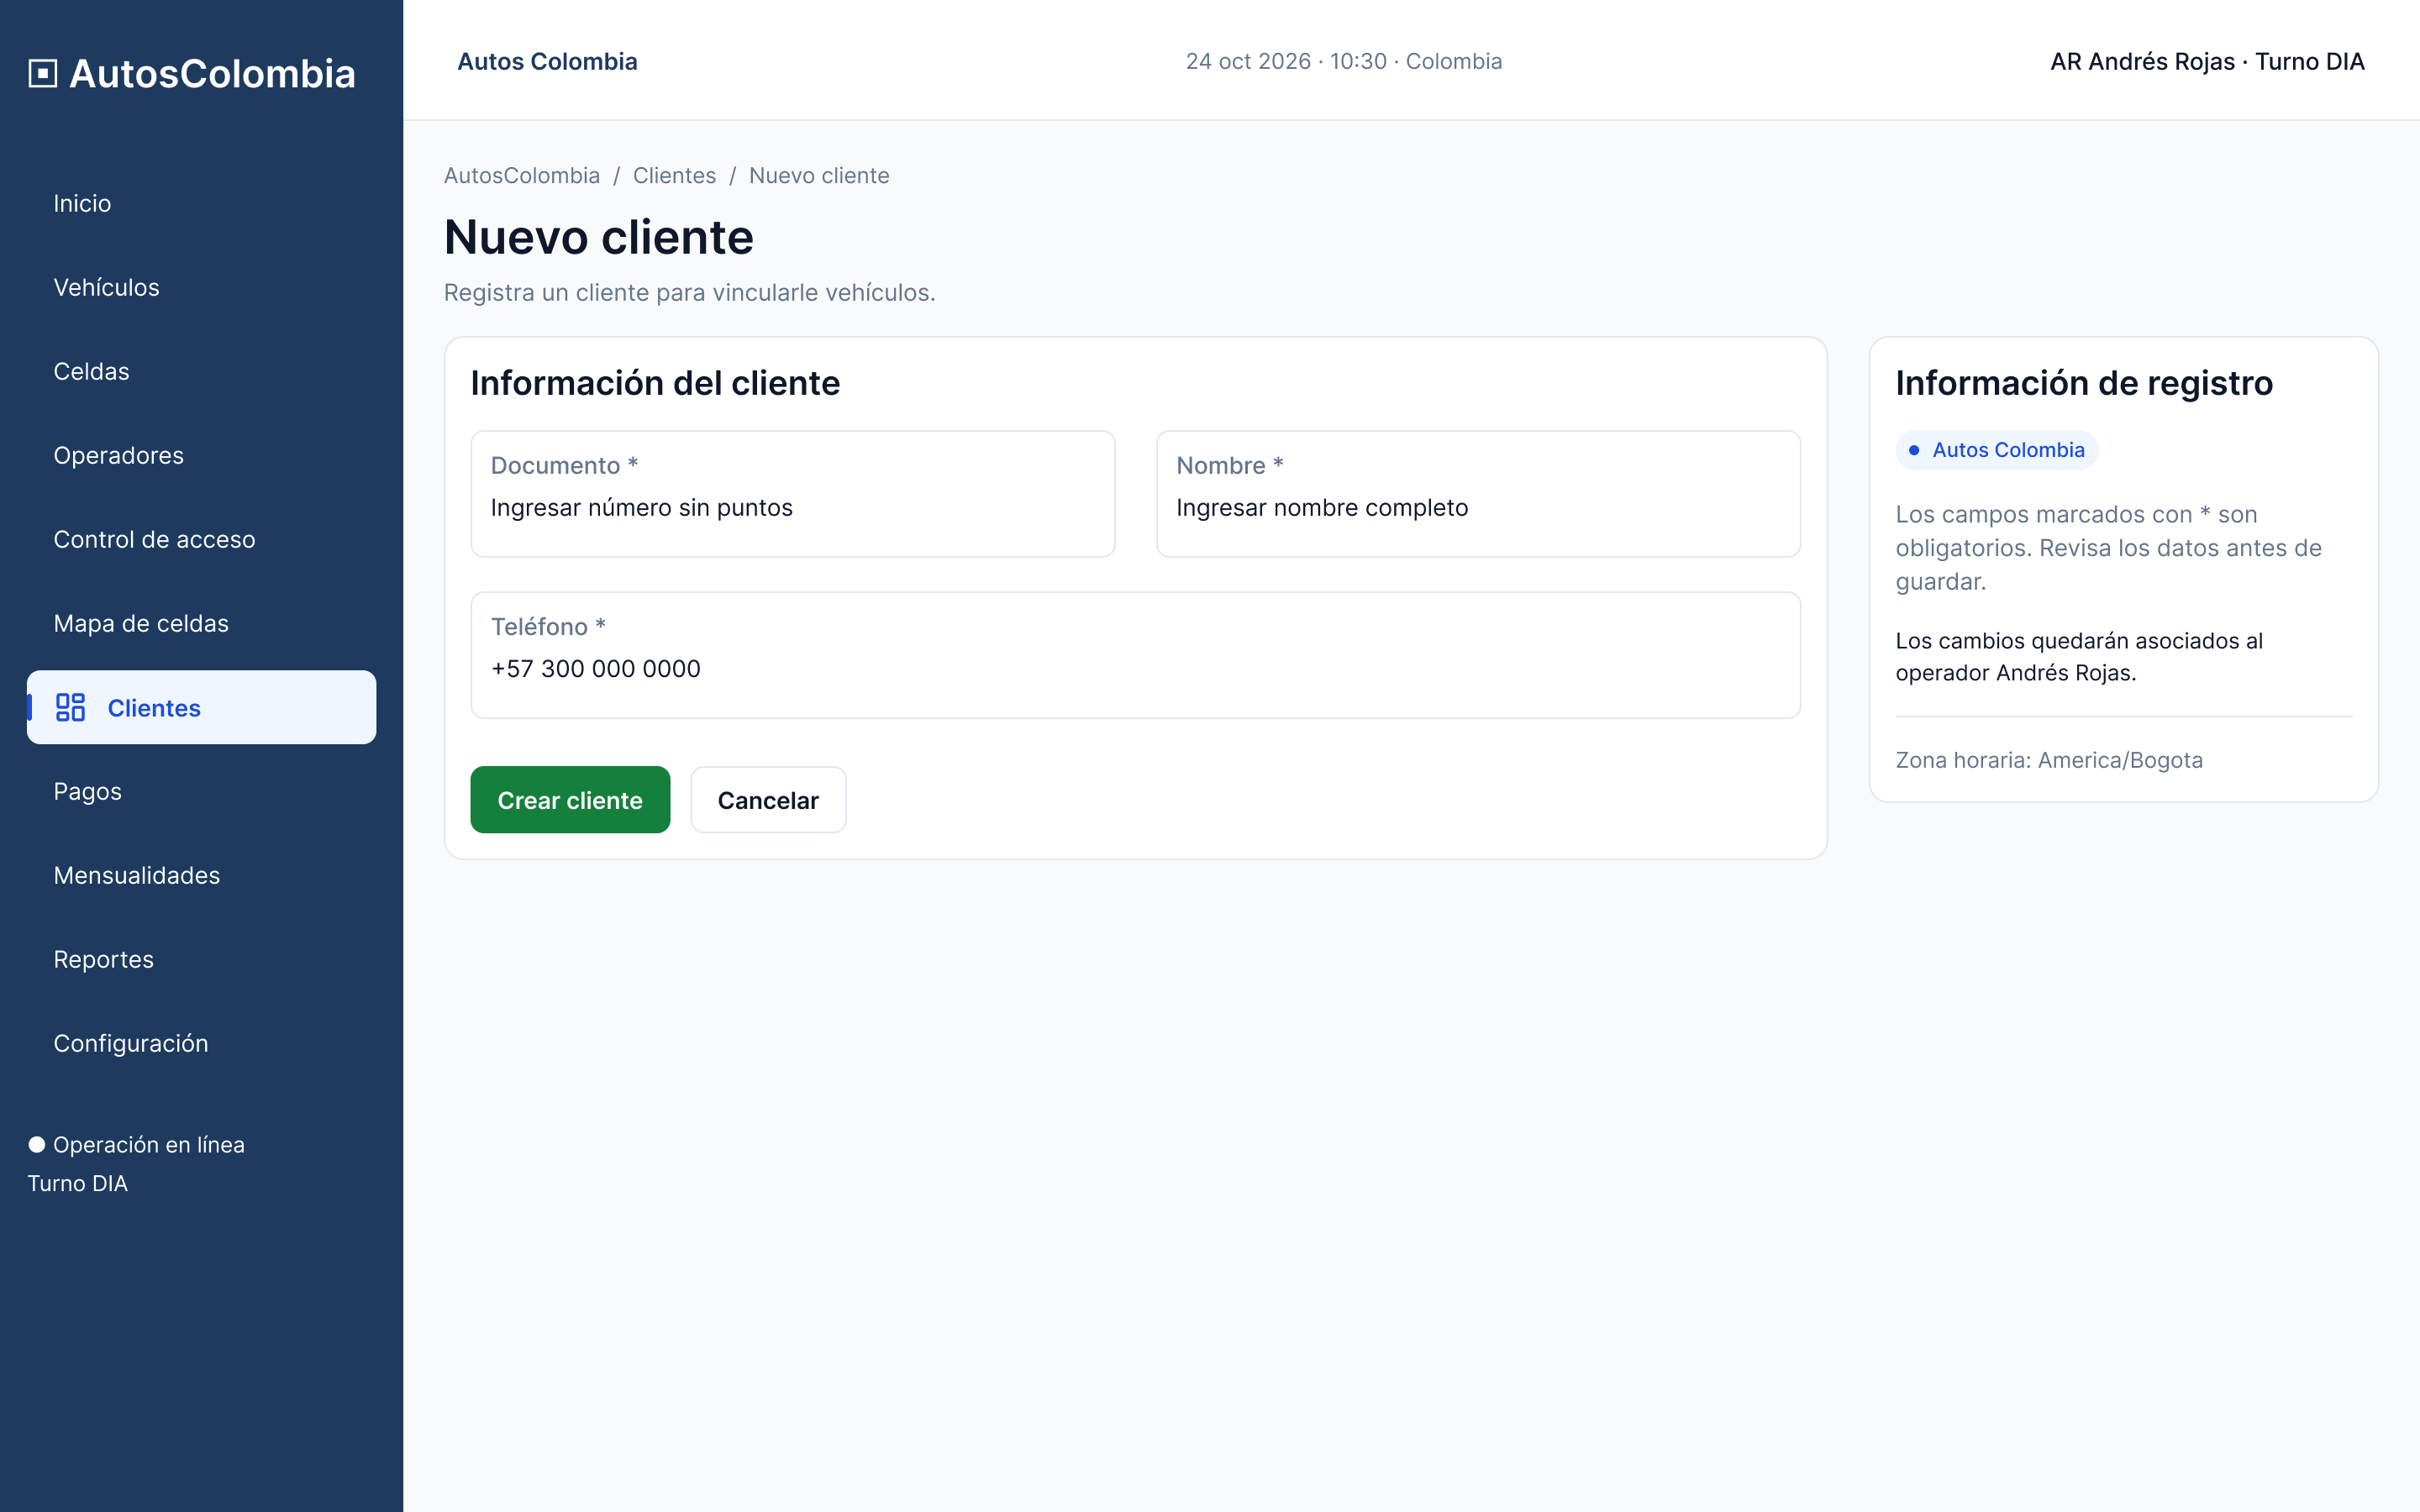 AutosColombia
Inicio
Vehículos
Celdas
Operadores
Control de acceso
Mapa de celdas
Clientes
Pagos
Mensualidades
Reportes
Configuración
Operación en línea
Turno DIA
Autos Colombia
24 oct 2026 · 10:30 · Colombia
AR Andrés Rojas · Turno DIA
AutosColombia / Clientes / Nuevo cliente
Nuevo cliente
Registra un cliente para vincularle vehículos.
Información del cliente
Documento *
Ingresar número sin puntos
Nombre *
Ingresar nombre completo
Teléfono *
+57 300 000 0000
Crear cliente
Cancelar
Información de registro
Autos Colombia
Los campos marcados con * son
obligatorios. Revisa los datos antes de
guardar.
Los cambios quedarán asociados al
operador Andrés Rojas.
Zona horaria: America/Bogota